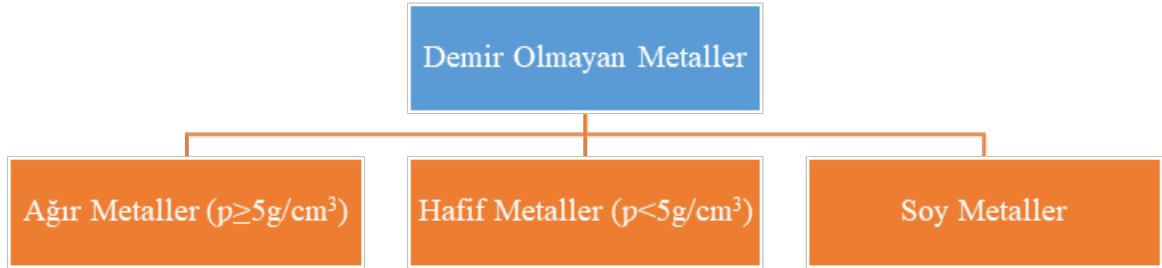 Demir Olmayan Metaller
Ağır Metaller (p≥5g/cm³)
Hafif Metaller (p<5g/cm³)
Soy Metaller